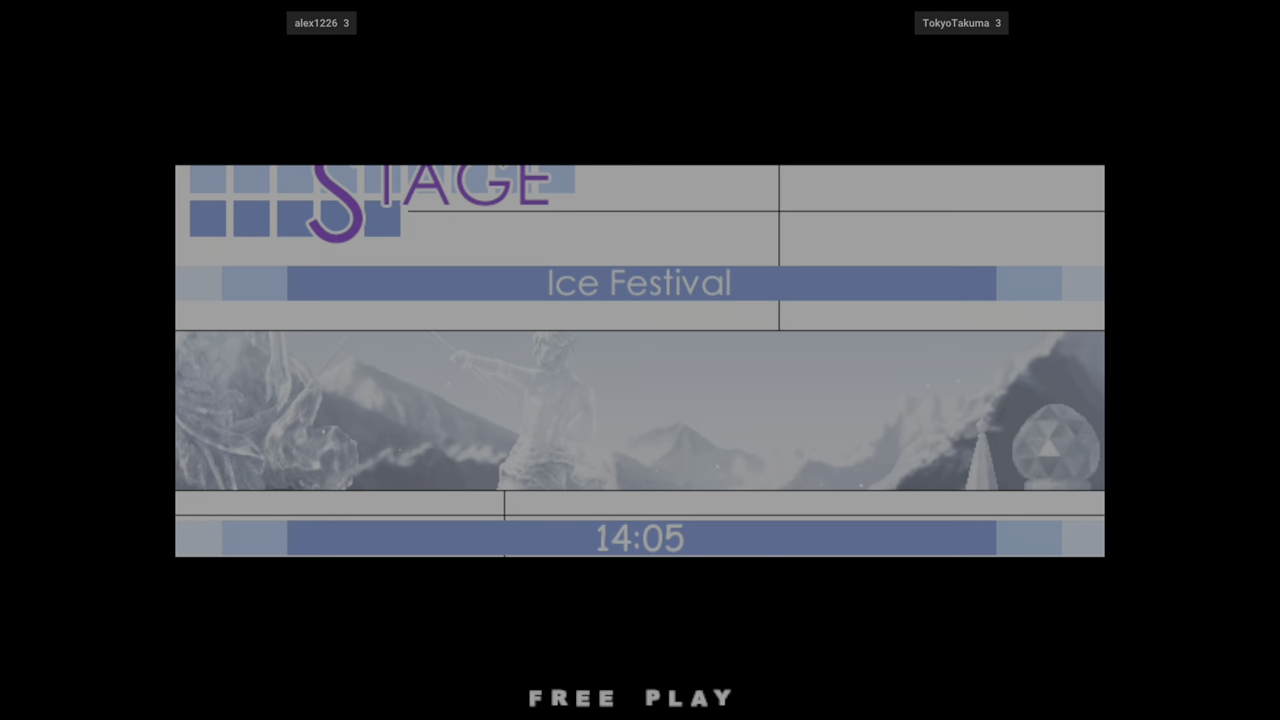 alex1226 3
TokyoTakuma 3
STAGE
Ice Festival
14:05
FREE PLAY